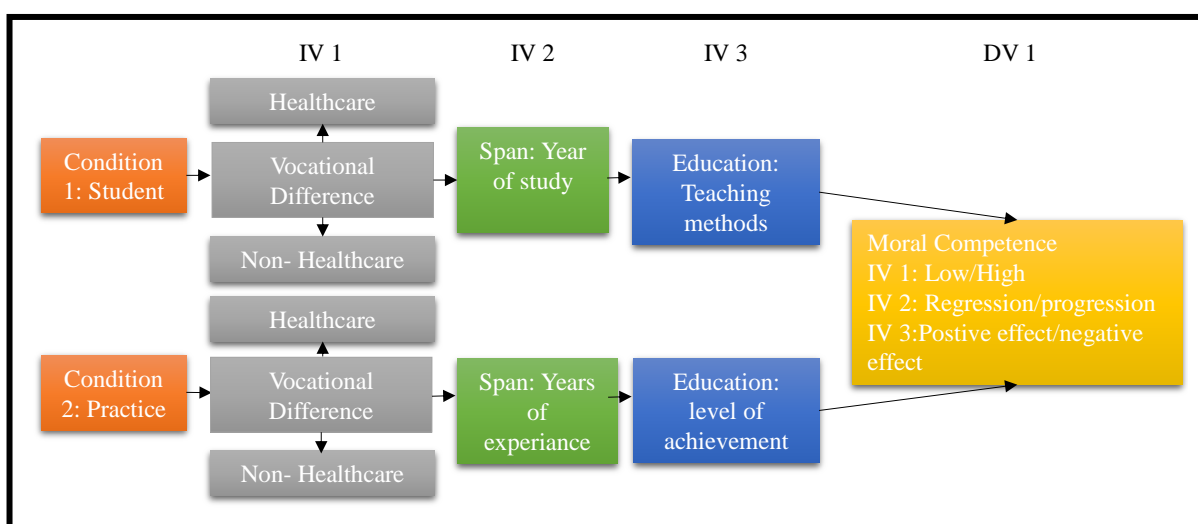 IV 1
IV 2
IV 3
DV 1
Healthcare
Condition
1: Student
Vocational
Difference
Span: Year
of study
Education:
Teaching
methods
Non- Healthcare
Moral Competence
IV 1: Low/High
IV 2: Regression/progression
IV 3:Postive effect/negative
effect
Healthcare
Condition
2: Practice
Vocational
Difference
Span: Years
of
experiance
Education:
level of
achievement
Non- Healthcare